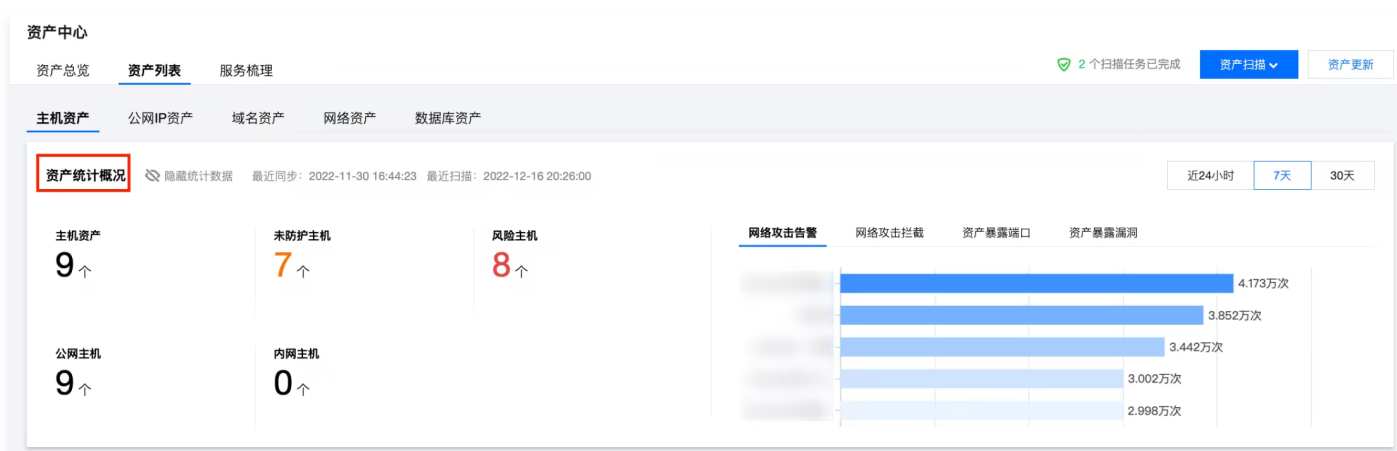 资产中心
资产总览 资产列表 服务梳理 2 个扫描任务已完成 资产扫描 资产更新
主机资产 公网IP资产 域名资产 网络资产 数据库资产
资产统计概况 隐藏统计数据 最近同步：2022-11-30 16:44:23 最近扫描：2022-12-16 20:26:00 近24小时 7天 30天
主机资产 未防护主机 风险主机
9 个 7 个 8 个
公网主机 内网主机
9 个 0 个
网络攻击告警 网络攻击拦截 资产暴露端口 资产暴露漏洞
4.173万次
3.852万次
3.442万次
3.002万次
2.998万次